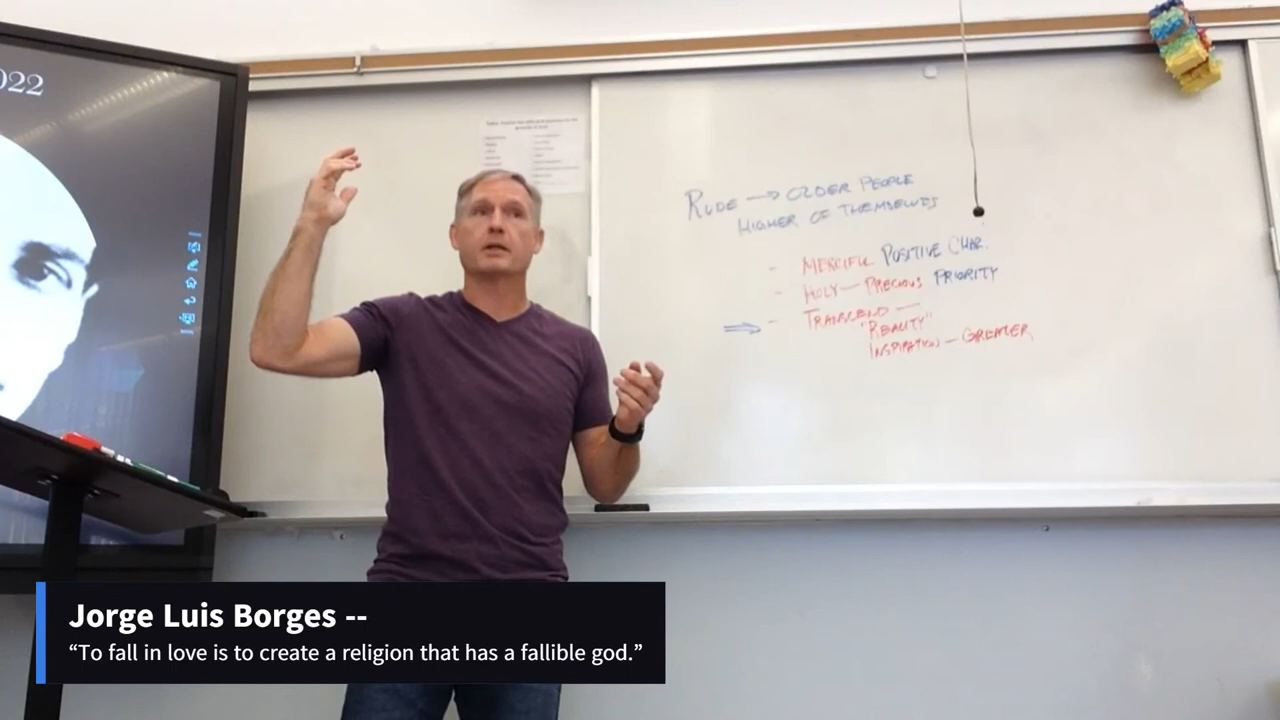 022
RUDE → OLDER PEOPLE
HIGHER OF THEMSELVES
- MERCIFUL POSITIVE CHAR.
- HOLY — PRECIOUS PRIORITY
- TRANSCEND —
"REALITY"
INSPIRATION — GREATER
Jorge Luis Borges --
“To fall in love is to create a religion that has a fallible god.”